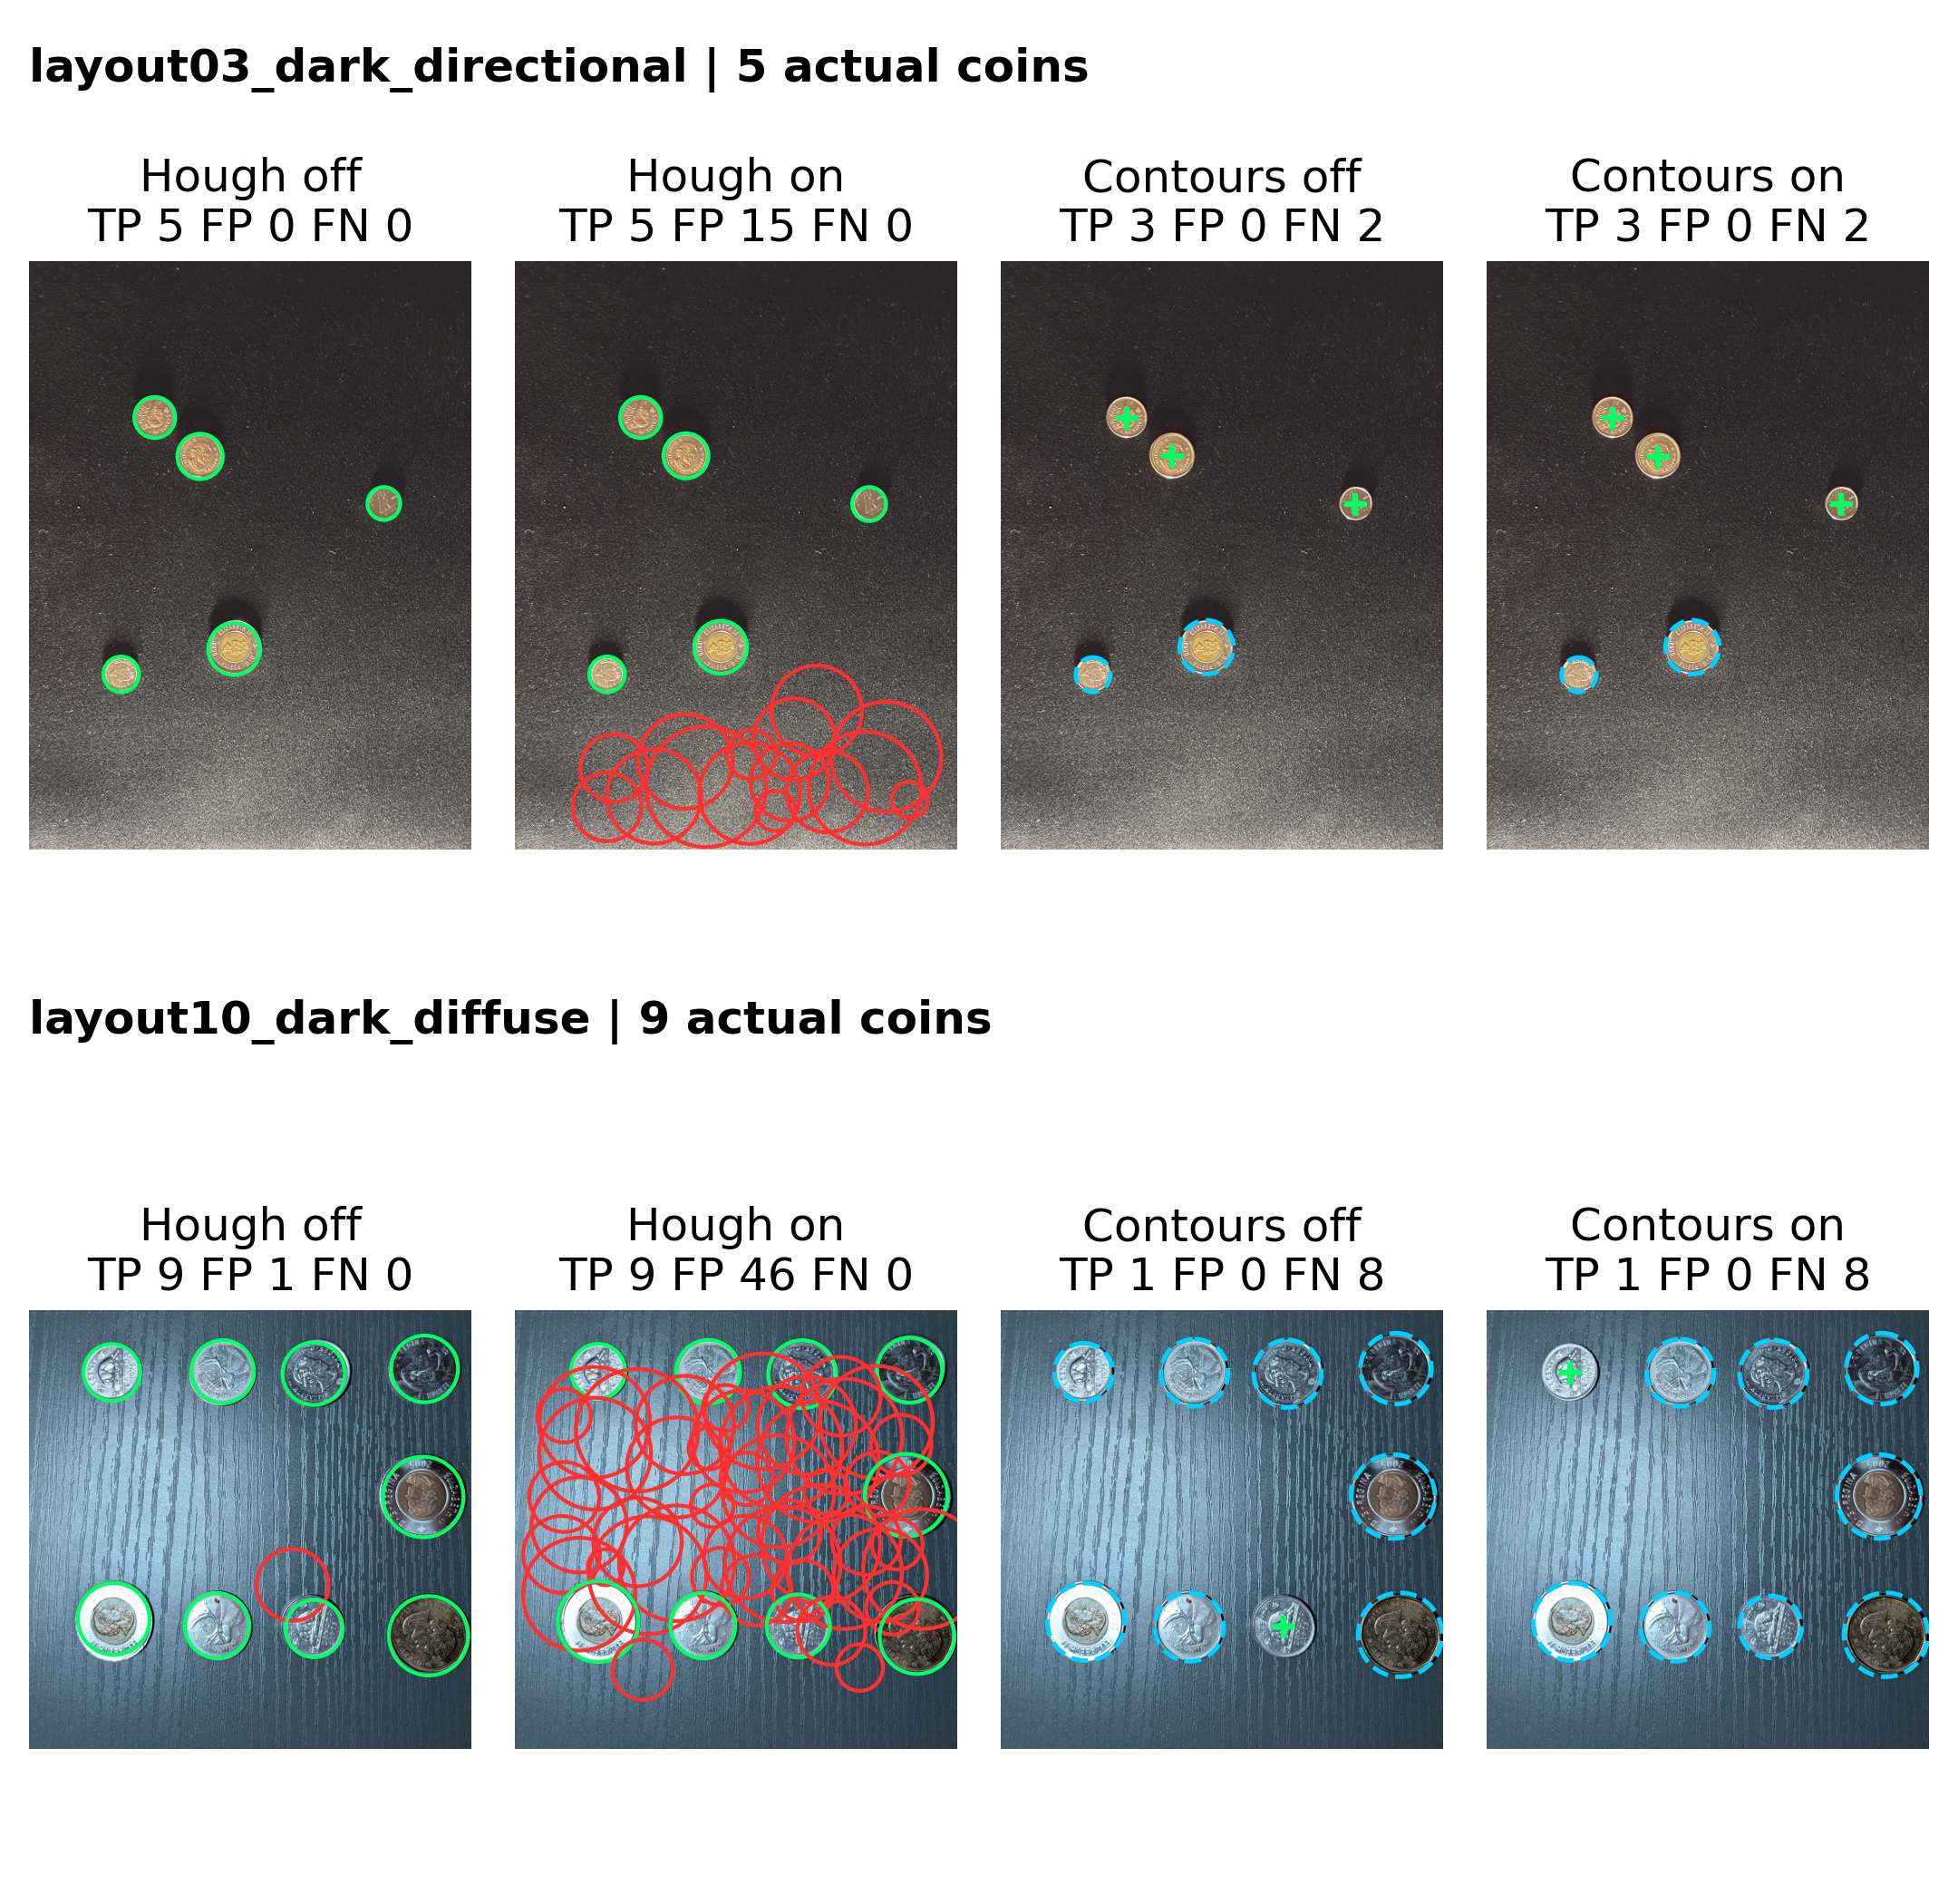 layout03_dark_directional | 5 actual coins
Hough off
TP 5 FP 0 FN 0
Hough on
TP 5 FP 15 FN 0
Contours off
TP 3 FP 0 FN 2
Contours on
TP 3 FP 0 FN 2
layout10_dark_diffuse | 9 actual coins
Hough off
TP 9 FP 1 FN 0
Hough on
TP 9 FP 46 FN 0
Contours off
TP 1 FP 0 FN 8
Contours on
TP 1 FP 0 FN 8